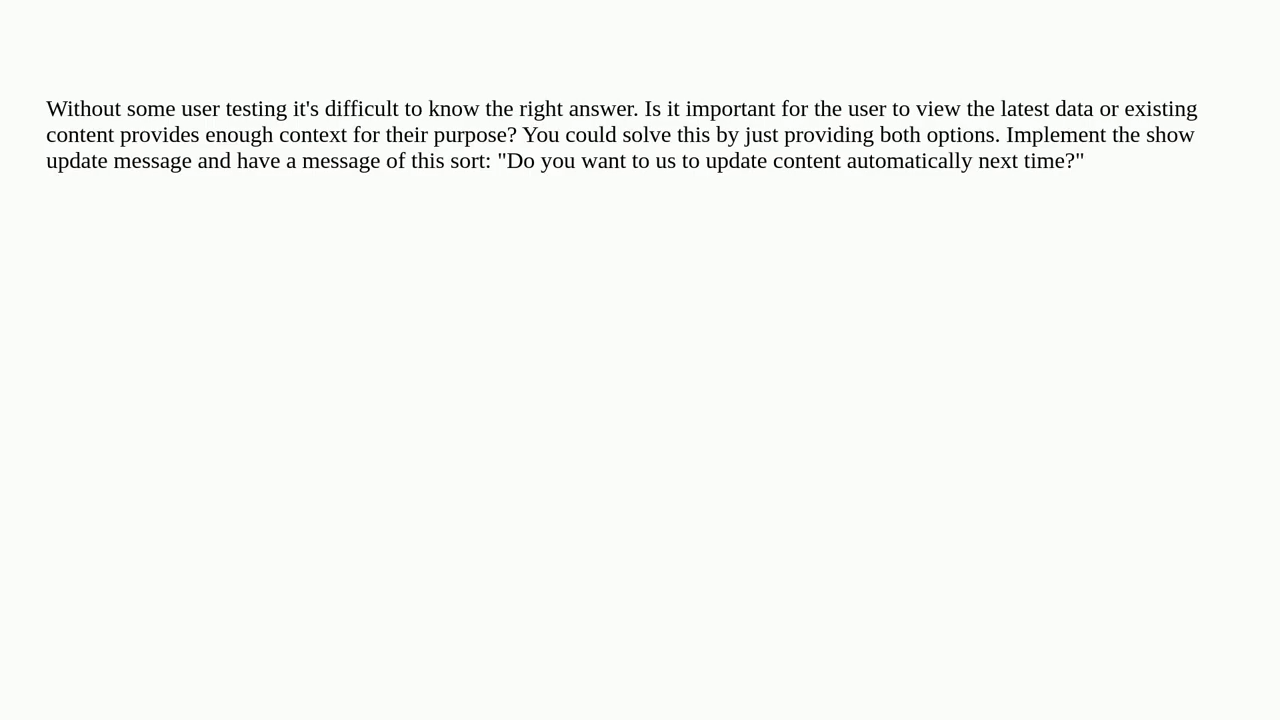 Without some user testing it's difficult to know the right answer. Is it important for the user to view the latest data or existing
content provides enough context for their purpose? You could solve this by just providing both options. Implement the show
update message and have a message of this sort: "Do you want to us to update content automatically next time?"